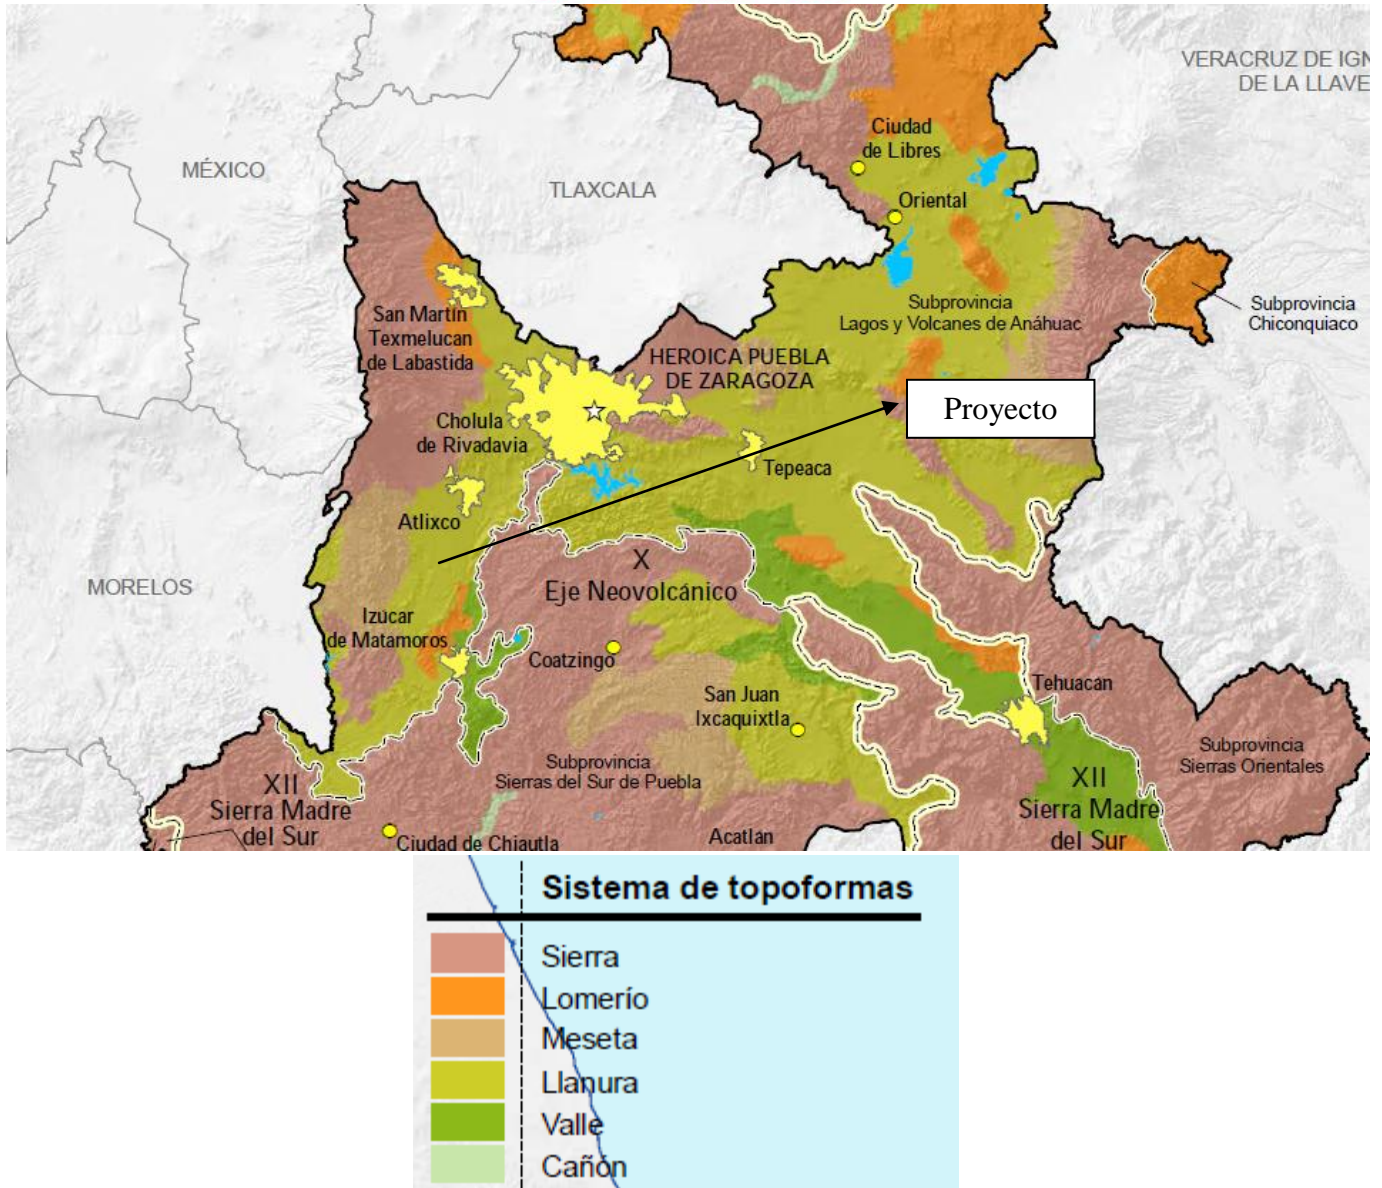 VERACRUZ DE IGN
DE LA LLAVE
Ciudad
de Libres
MÉXICO
TLAXCALA
Oriental
San Martín
Texmelucan
de Labastida
Subprovincia
Lagos y Volcanes de Anáhuac
Subprovincia
Chiconquiaco
HEROICA PUEBLA
DE ZARAGOZA
Proyecto
Cholula
de Rivadavia
Tepeaca
Atlixco
X
Eje Neovolcánico
MORELOS
Izúcar
de Matamoros
Coatzingo
San Juan
Ixcaquixtla
Tehuacán
Subprovincia
Sierras del Sur de Puebla
Subprovincia
Sierras Orientales
XII
Sierra Madre
del Sur
XII
Sierra Madre
del Sur
Ciudad de Chiautla
Acatlan
Sistema de topoformas
Sierra
Lomerío
Meseta
Llanura
Valle
Cañón